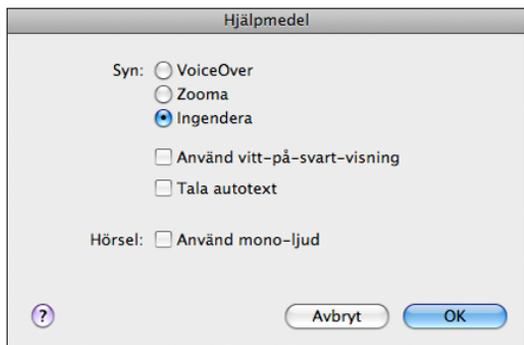 Hjälpmedel
Syn: VoiceOver
Zooma
Ingendera
Använd vitt-på-svart-visning
Tala autotext
Hörsel: Använd mono-ljud
? Avbryt OK